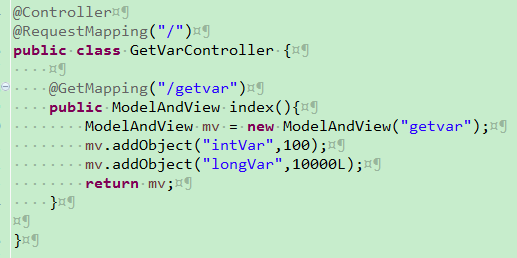 @Controller¤¶
@RequestMapping("/")¤¶
public·class·GetVarController·{¤¶
····¤¶
····@GetMapping("/getvar")¤¶
····public·ModelAndView·index(){¤¶
········ModelAndView·mv·=·new·ModelAndView("getvar");¤¶
········mv.addObject("intVar",100);¤¶
········mv.addObject("longVar",10000L);¤¶
········return·mv;¤¶
····}¤¶
¤¶
}¤¶